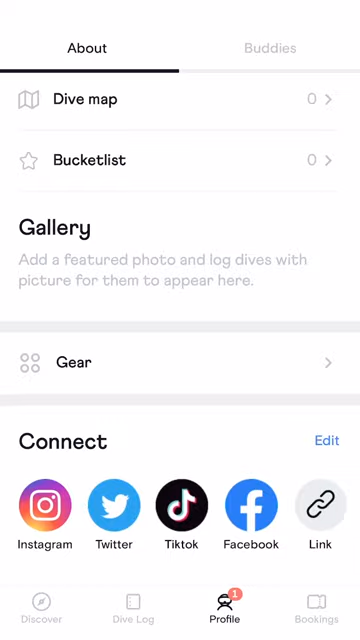 About
Buddies
Dive map
0
Bucketlist
0
Gallery
Add a featured photo and log dives with
picture for them to appear here.
Gear
Connect
Edit
Instagram
Twitter
Tiktok
Facebook
Link
1
Discover
Dive Log
Profile
Bookings